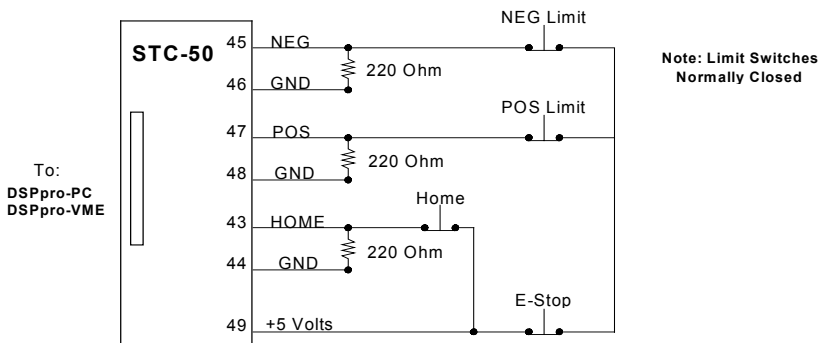 NEG Limit
STC-50
45 NEG
Note: Limit Switches
Normally Closed
220 Ohm
46 GND
POS Limit
47 POS
To:
220 Ohm
48 GND
DSPpro-PC
Home
DSPpro-VME
43 HOME
220 Ohm
44 GND
E-Stop
49 +5 Volts